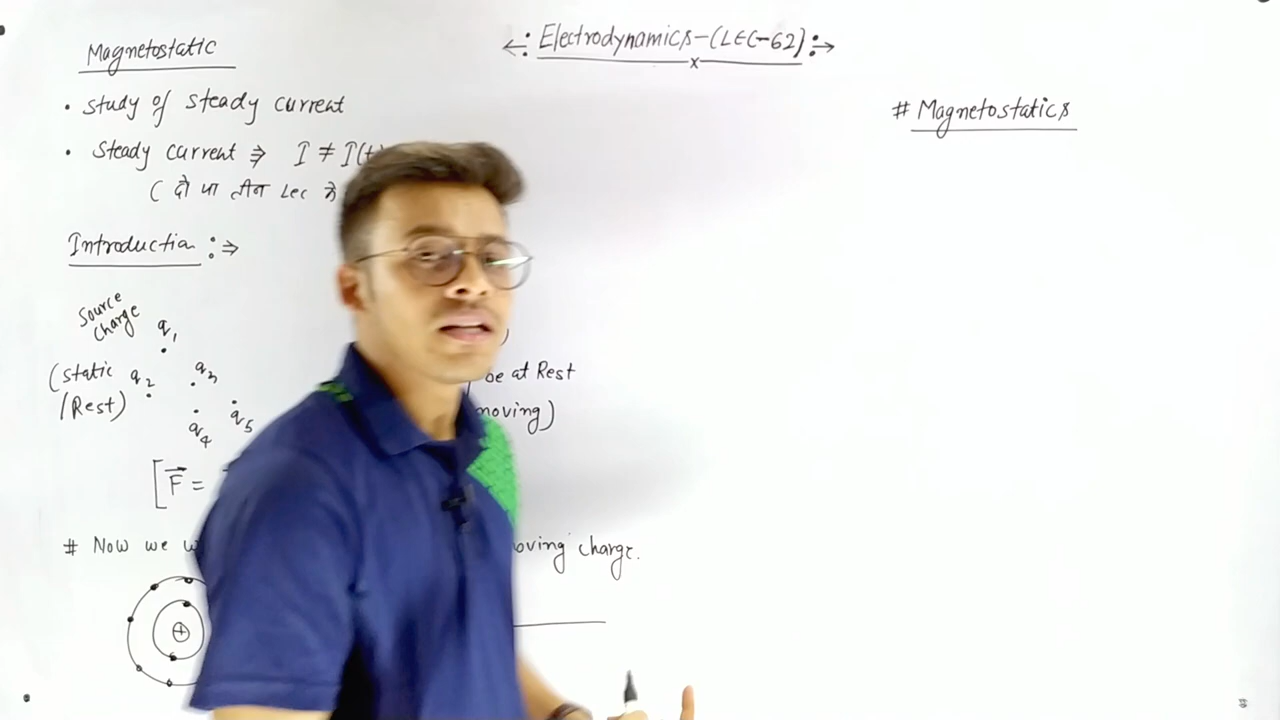 Magnetostatic
←: Electrodynamics-(LEC-62) :→
x
• study of steady current
# Magnetostatics
• Steady current ⇒ I ≠ I(t
( दो या तीन Lec में
Introduction :⇒
Source charge
q1
(static
q2
q3
be at Rest
/Rest)
q4
q5
moving)
[F⃗ =
# Now we w
oving charge.
+